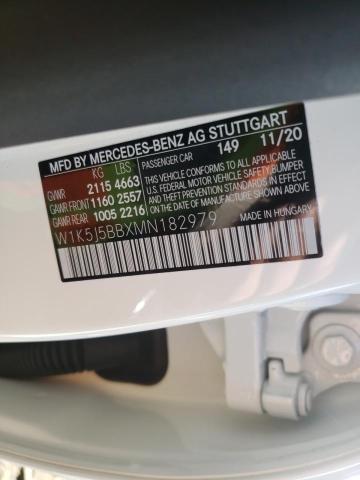 MFD BY MERCEDES-BENZ AG STUTTGART
KG LBS PASSENGER CAR 149 11/20
GVWR 2115 4663
GAWR FRONT 1160 2557
GAWR REAR 1005 2216
THIS VEHICLE CONFORMS TO ALL APPLICABLE
U.S. FEDERAL MOTOR VEHICLE SAFETY, BUMPER,
AND THEFT PREVENTION STANDARDS IN EFFECT
ON THE DATE OF MANUFACTURE SHOWN ABOVE
W1K5J5BBXMN182979
MADE IN HUNGARY